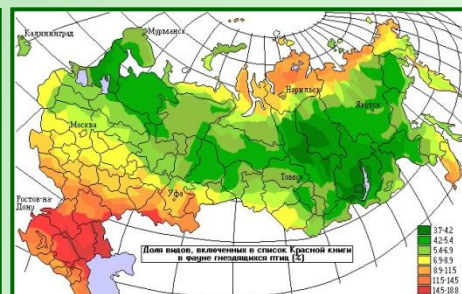 Калининград
Мурманск
Норильск
Якутск
Москва
Томск
Уфа
Ростов-на-
Дону
Доля видов, включенных в список Красной книги
в фауне гнездящихся птиц (%)
3.7-4.2
4.2-5.4
5.4-6.9
6.9-8.9
8.9-11.5
11.5-14.5
14.5-18.8